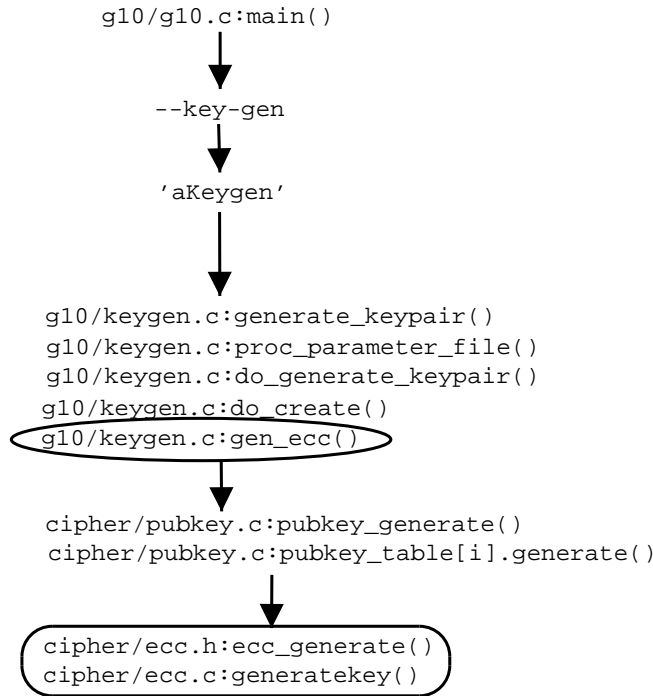 g10/g10.c:main()
--key-gen
’aKeygen’
g10/keygen.c:generate_keypair()
g10/keygen.c:proc_parameter_file()
g10/keygen.c:do_generate_keypair()
g10/keygen.c:do_create()
g10/keygen.c:gen_ecc()
cipher/pubkey.c:pubkey_generate()
cipher/pubkey.c:pubkey_table[i].generate()
cipher/ecc.h:ecc_generate()
cipher/ecc.c:generatekey()